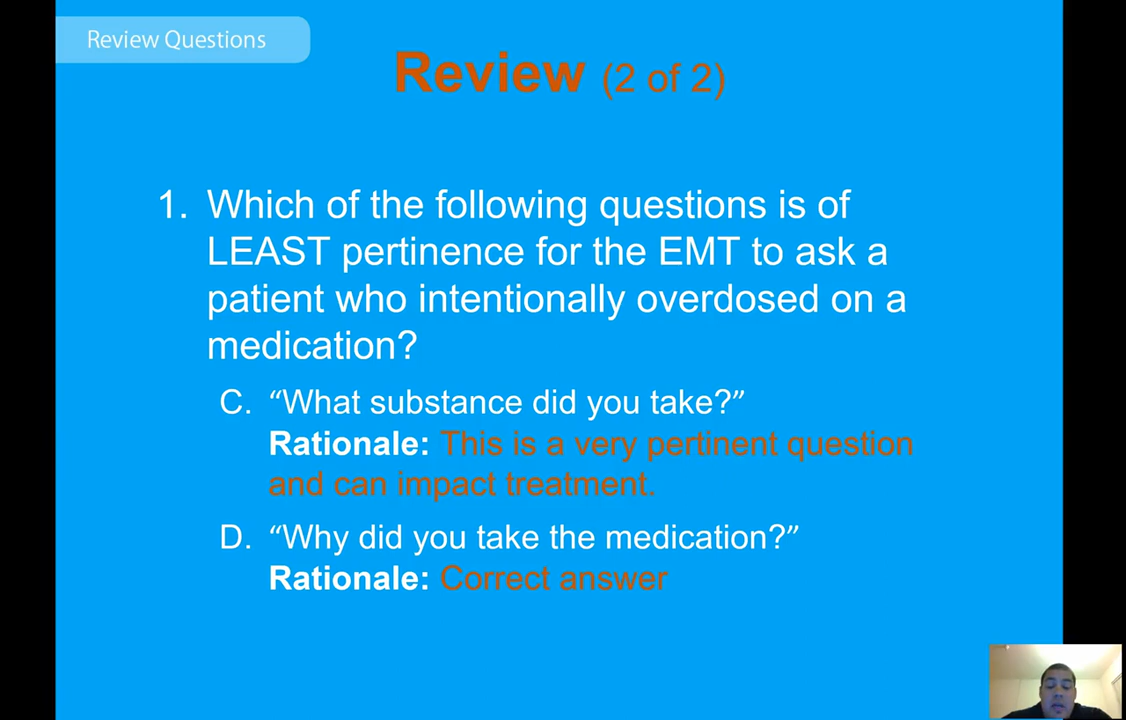 Review Questions
Review (2 of 2)
1. Which of the following questions is of
LEAST pertinence for the EMT to ask a
patient who intentionally overdosed on a
medication?
C. “What substance did you take?”
Rationale: This is a very pertinent question
and can impact treatment.
D. “Why did you take the medication?”
Rationale: Correct answer